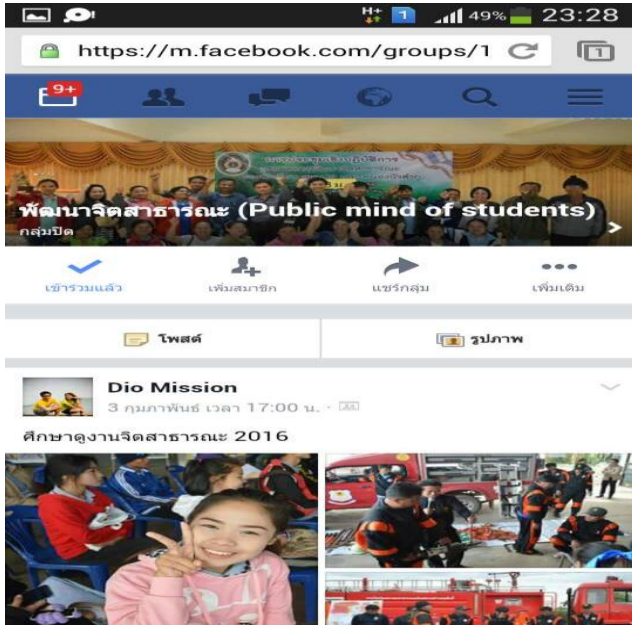 H+ 1 49% 23:28
https://m.facebook.com/groups/1
1
9+
พัฒนาจิตสาธารณะ (Public mind of students)
กลุ่มปิด
เข้าร่วมแล้ว
เพิ่มสมาชิก
แชร์กลุ่ม
เพิ่มเติม
โพสต์
รูปภาพ
Dio Mission
3 กุมภาพันธ์ เวลา 17:00 น. ·
ศึกษาดูงานจิตสาธารณะ 2016